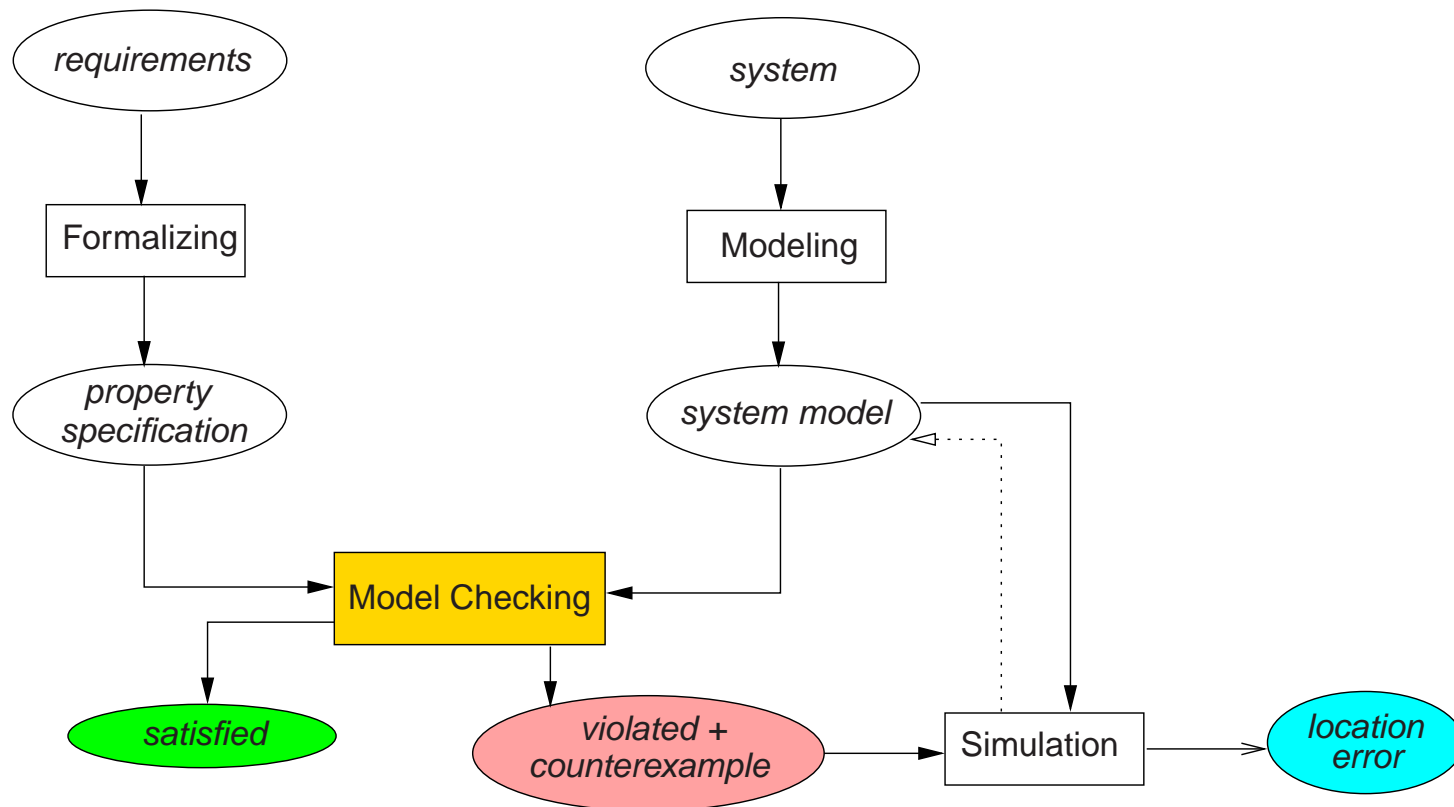 requirements
system
Formalizing
Modeling
property
specification
system model
Model Checking
satisfied
violated +
counterexample
Simulation
location
error